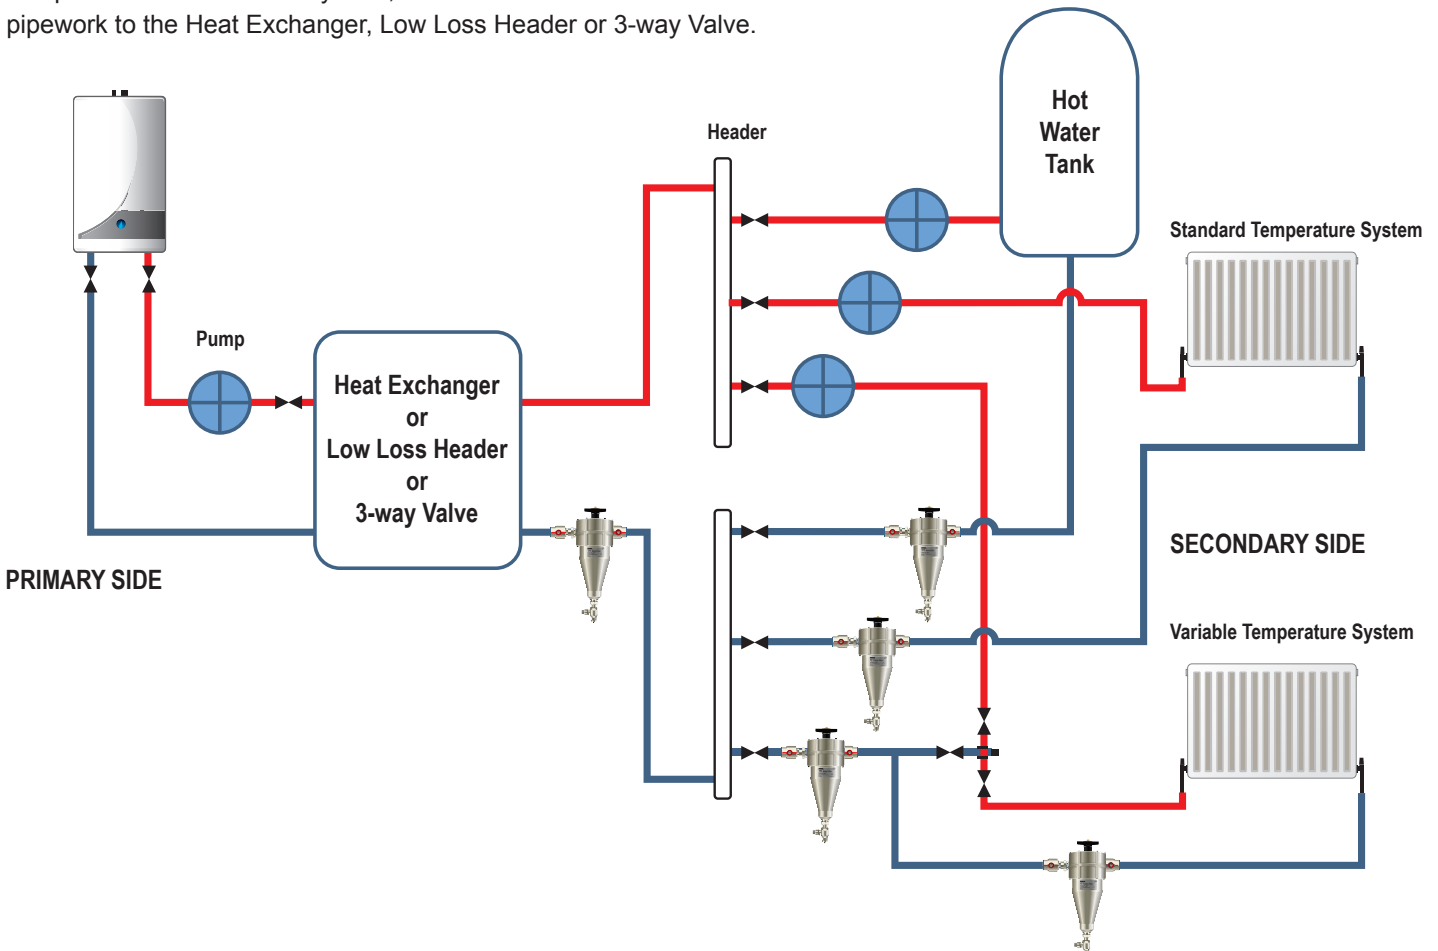 pipework to the Heat Exchanger, Low Loss Header or 3-way Valve.
Hot
Water
Tank
Header
Standard Temperature System
Pump
Heat Exchanger
or
Low Loss Header
or
3-way Valve
SECONDARY SIDE
PRIMARY SIDE
Variable Temperature System